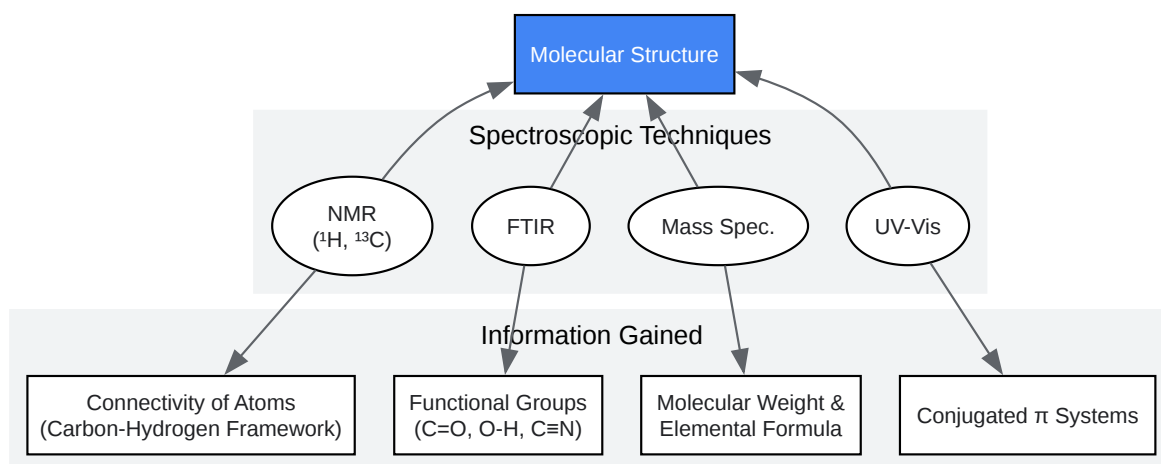 Molecular Structure
Spectroscopic Techniques
NMR
(¹H, ¹³C)
FTIR
Mass Spec.
UV-Vis
Information Gained
Connectivity of Atoms
(Carbon-Hydrogen Framework)
Functional Groups
(C=O, O-H, C≡N)
Molecular Weight &
Elemental Formula
Conjugated π Systems